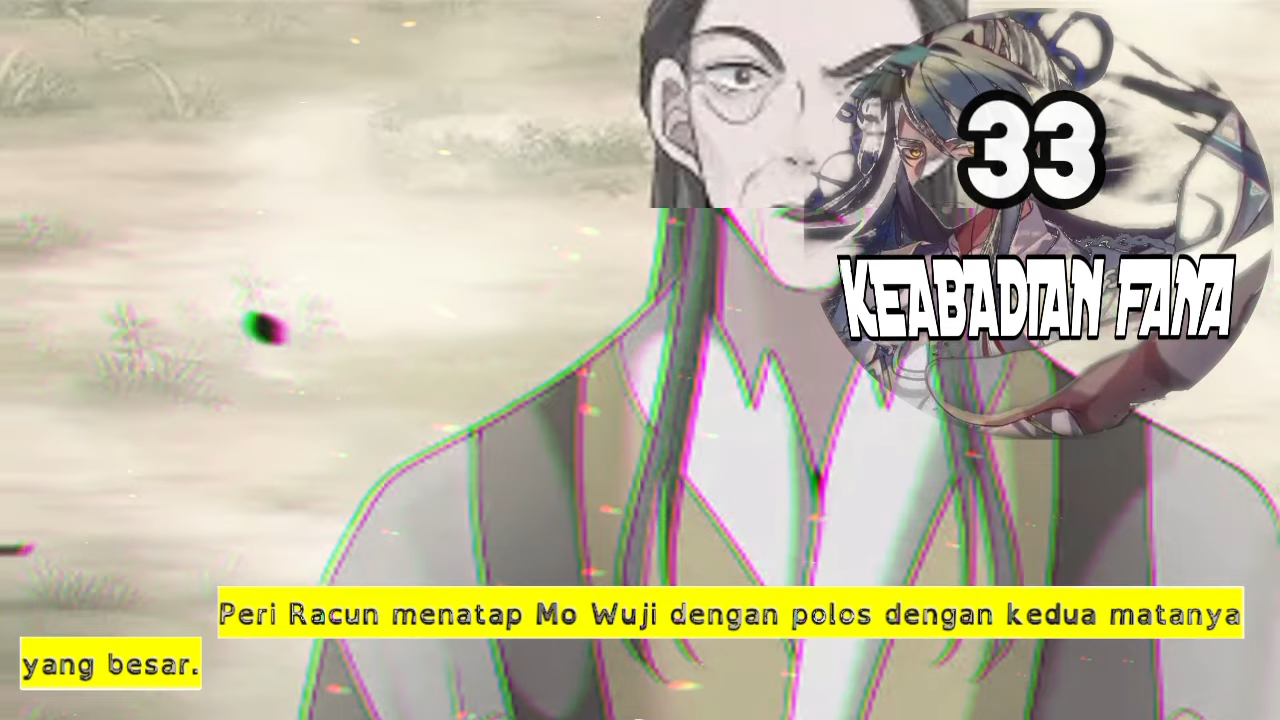 33
KEABADIAN FANA
Peri Racun menatap Mo Wuji dengan polos dengan kedua matanya
yang besar.